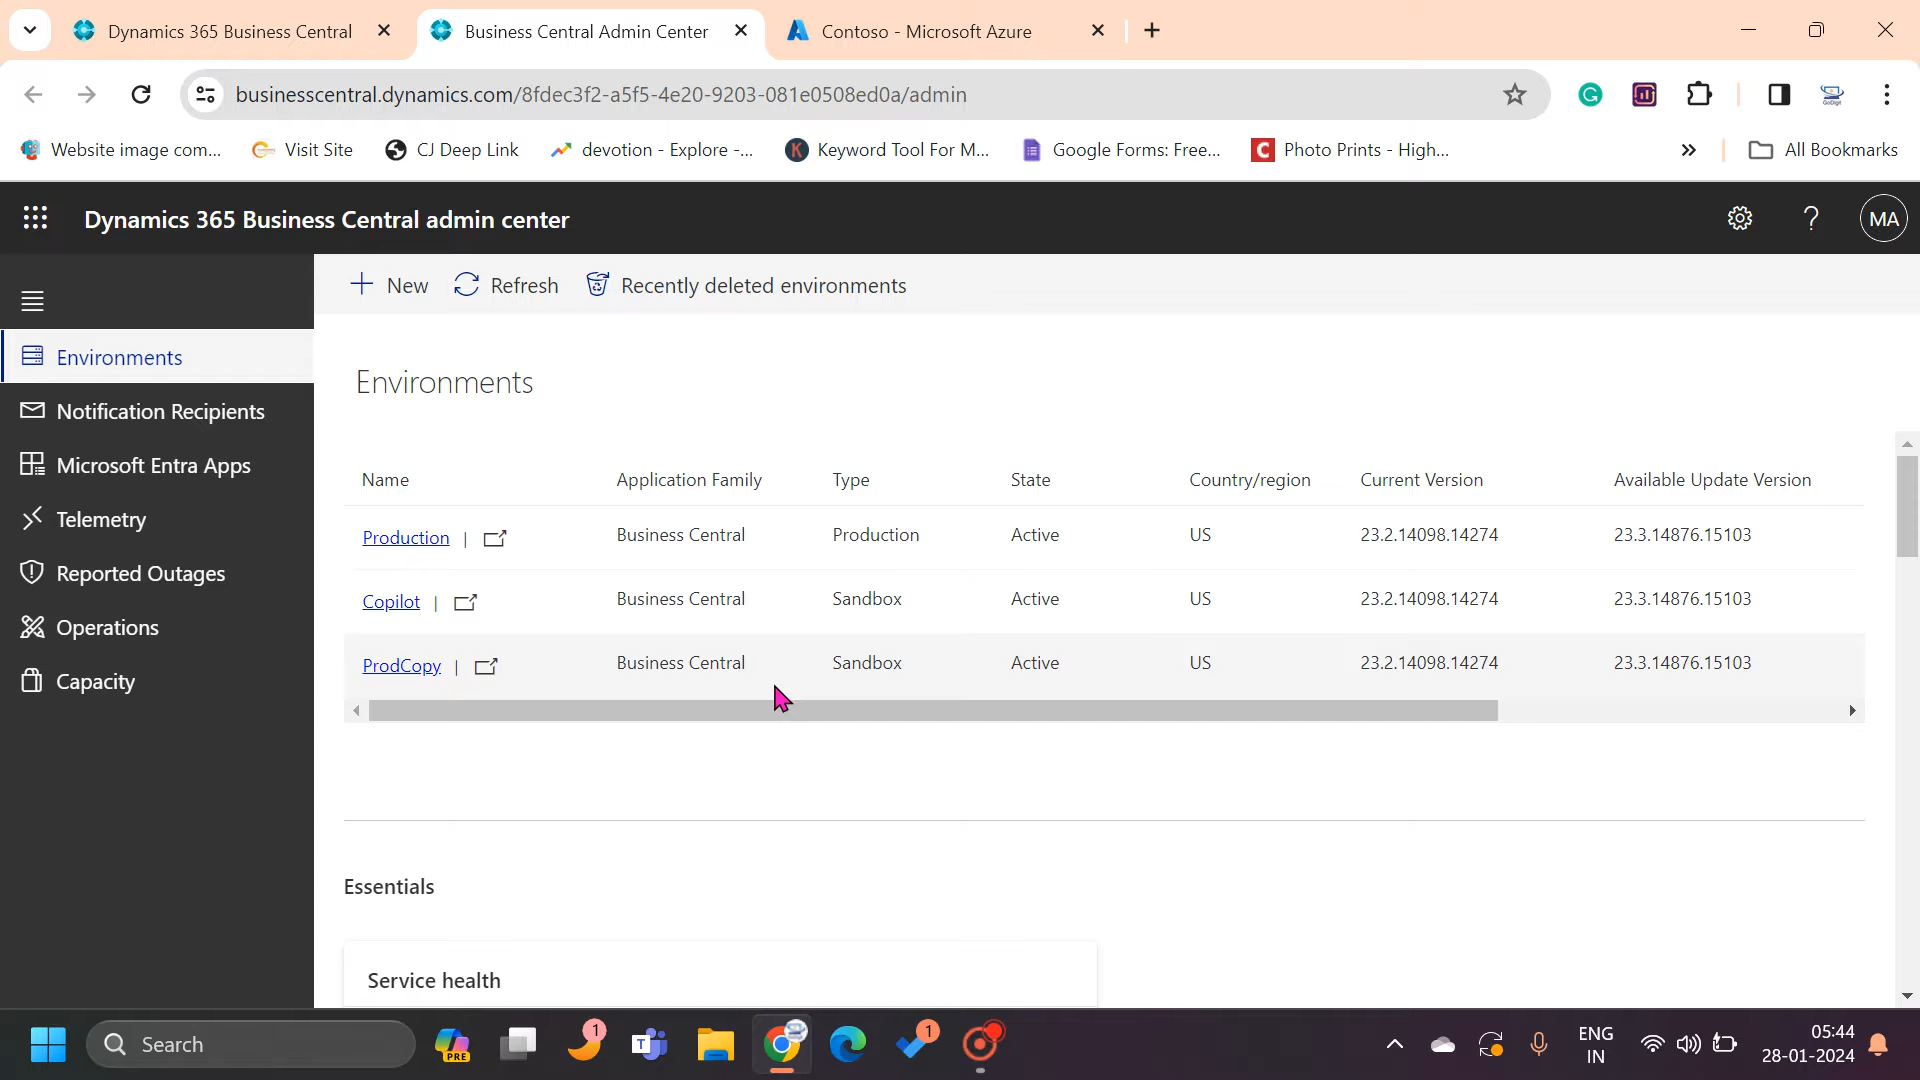 Dynamics 365 Business Central
Business Central Admin Center
Contoso - Microsoft Azure
businesscentral.dynamics.com/8fdec3f2-a5f5-4e20-9203-081e0508ed0a/admin
Website image com...
Visit Site
CJ Deep Link
devotion - Explore -...
Keyword Tool For M...
Google Forms: Free...
Photo Prints - High...
All Bookmarks
Dynamics 365 Business Central admin center
MA
New
Refresh
Recently deleted environments
Environments
Notification Recipients
Microsoft Entra Apps
Telemetry
Reported Outages
Operations
Capacity
Environments
Name Application Family Type State Country/region Current Version Available Update Version
Production | Business Central Production Active US 23.2.14098.14274 23.3.14876.15103
Copilot | Business Central Sandbox Active US 23.2.14098.14274 23.3.14876.15103
ProdCopy | Business Central Sandbox Active US 23.2.14098.14274 23.3.14876.15103
Essentials
Service health
Search
PRE
1
1
ENG
IN
05:44
28-01-2024